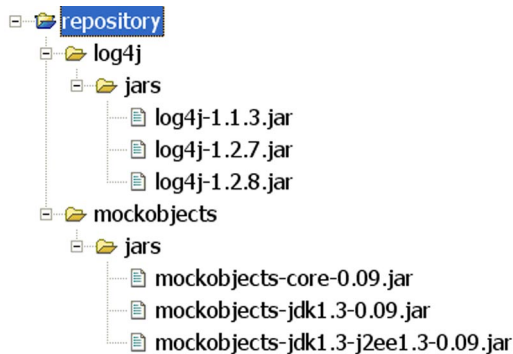 repository
log4j
jars
log4j-1.1.3.jar
log4j-1.2.7.jar
log4j-1.2.8.jar
mockobjects
jars
mockobjects-core-0.09.jar
mockobjects-jdk1.3-0.09.jar
mockobjects-jdk1.3-j2ee1.3-0.09.jar